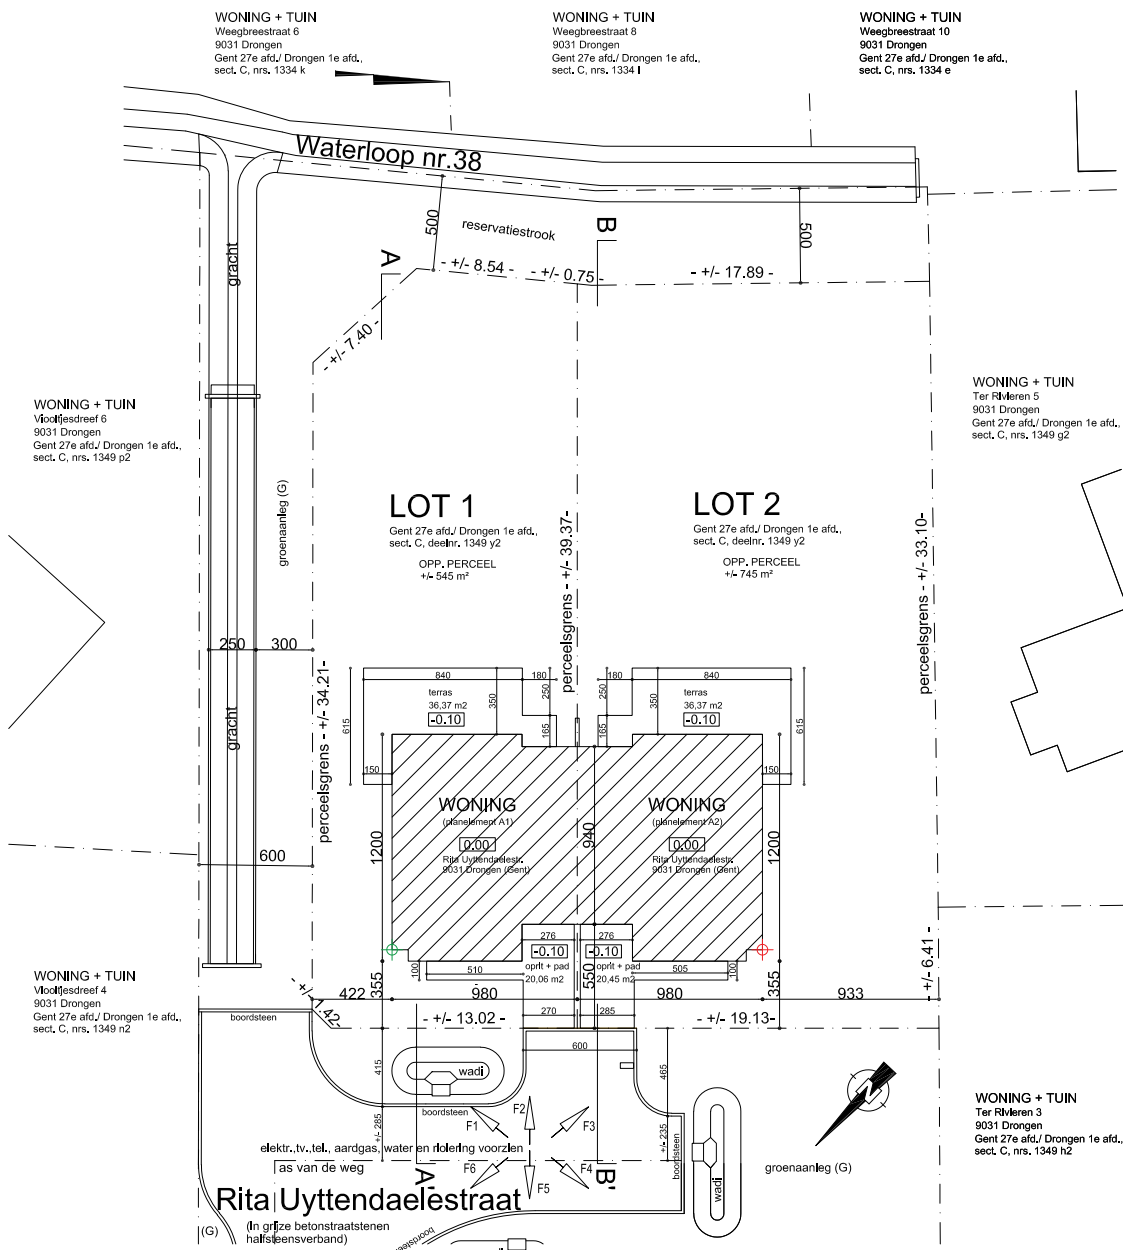 WONING + TUIN
Weegbreestraat 6
9031 Drongen
Gent 27e afd./ Drongen 1e afd.,
sect. C, nrs. 1334 k
WONING + TUIN
Weegbreestraat 8
9031 Drongen
Gent 27e afd./ Drongen 1e afd.,
sect. C, nrs. 1334 l
WONING + TUIN
Weegbreestraat 10
9031 Drongen
Gent 27e afd./ Drongen 1e afd.,
sect. C, nrs. 1334 e
Waterloop nr.38
500
reservatiestrook
B
500
gracht
A
- +/- 8.54 -
- +/- 0.75 -
- +/- 17.89 -
- +/- 7.40 -
WONING + TUIN
Viooltjesdreef 6
9031 Drongen
Gent 27e afd./ Drongen 1e afd.,
sect. C, nrs. 1349 p2
WONING + TUIN
Ter Rivieren 5
9031 Drongen
Gent 27e afd./ Drongen 1e afd.,
sect. C, nrs. 1349 g2
groenaanleg (G)
LOT 1
Gent 27e afd./ Drongen 1e afd.,
sect. C, deelnr. 1349 y2
OPP. PERCEEL
+/- 545 m²
perceelsgrens - +/- 39.37-
LOT 2
Gent 27e afd./ Drongen 1e afd.,
sect. C, deelnr. 1349 y2
OPP. PERCEEL
+/- 745 m²
perceelsgrens - +/- 33.10-
250
300
gracht
perceelsgrens - +/- 34.21-
840
180
180
840
terras
36,37 m2
-0.10
350
250
250
350
terras
36,37 m2
-0.10
615
165
165
615
150
150
WONING
(planelement A1)
0.00
Rita Uyttendaelestr.
9031 Drongen (Gent)
WONING
(planelement A2)
0.00
Rita Uyttendaelestr.
9031 Drongen (Gent)
1200
940
1200
600
276
276
-0.10
-0.10
oprit + pad
20,06 m2
oprit + pad
20,45 m2
550
100
510
505
100
- +/- 6.41 -
WONING + TUIN
Viooltjesdreef 4
9031 Drongen
Gent 27e afd./ Drongen 1e afd.,
sect. C, nrs. 1349 n2
- +/- 1.42-
422
355
980
980
355
933
boordsteen
- +/- 13.02 -
270
285
- +/- 19.13-
600
415
wadi
465
boordsteen
+/- 285
F1
F2
F3
+/- 235
boordsteen
elektr.,tv.,tel., aardgas, water en riolering voorzien
as van de weg
F6
F5
F4
A'
B'
wadi
groenaanleg (G)
WONING + TUIN
Ter Rivieren 3
9031 Drongen
Gent 27e afd./ Drongen 1e afd.,
sect. C, nrs. 1349 h2
Rita Uyttendaelestraat
(in grijze betonstraatstenen
halfsteensverband)
(G)
boordsteen